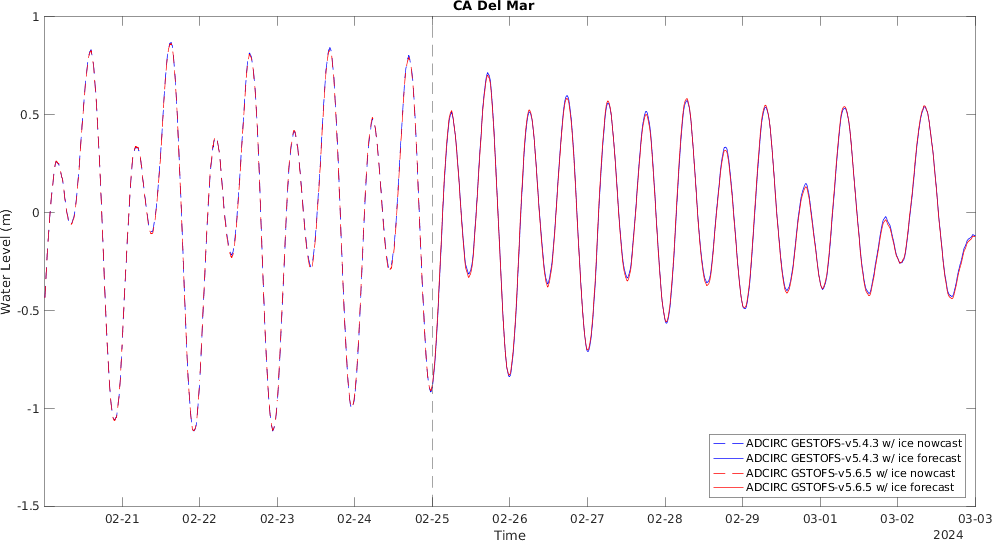 CA Del Mar
1
0.5
0
-0.5
-1
-1.5
Water Level (m)
ADCIRC GESTOFS-v5.4.3 w/ ice nowcast
ADCIRC GESTOFS-v5.4.3 w/ ice forecast
ADCIRC GSTOFS-v5.6.5 w/ ice nowcast
ADCIRC GSTOFS-v5.6.5 w/ ice forecast
02-21 02-22 02-23 02-24 02-25 02-26 02-27 02-28 02-29 03-01 03-02 03-03
Time
2024